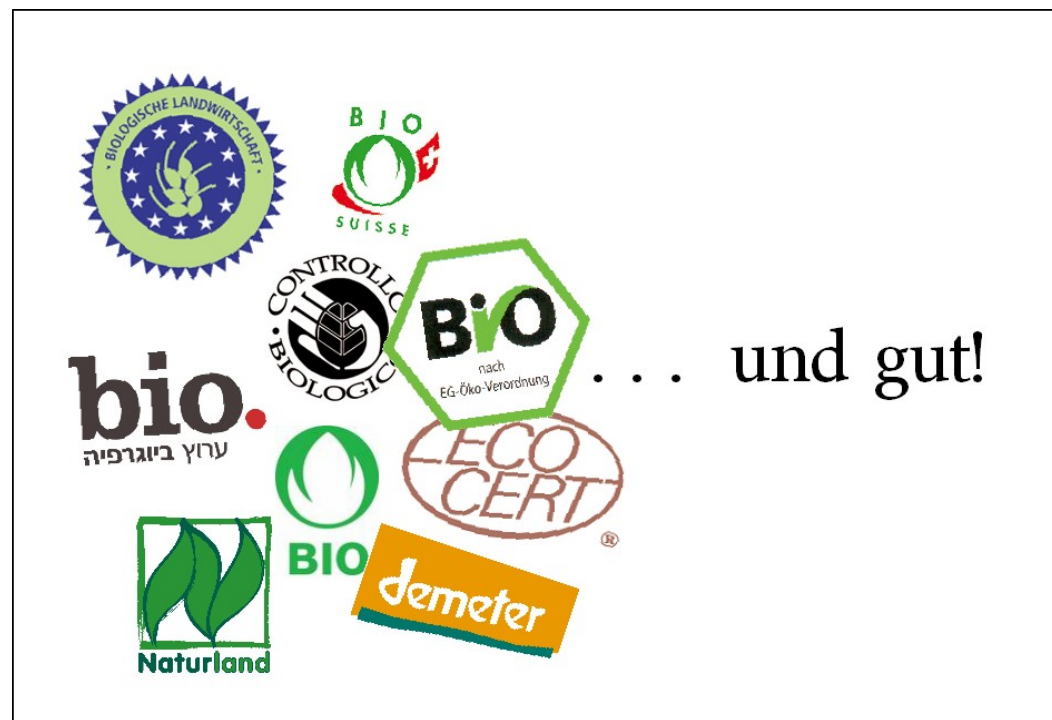 · BIOLOGISCHE LANDWIRTSCHAFT ·
BIO
SUISSE
CONTROLLO
· BIOLOGICO
BiO
nach
EG-Öko-Verordnung
. . . und gut!
bio.
ערוץ ביוגרפיה
ECO
CERT
®
BIO
demeter
Naturland